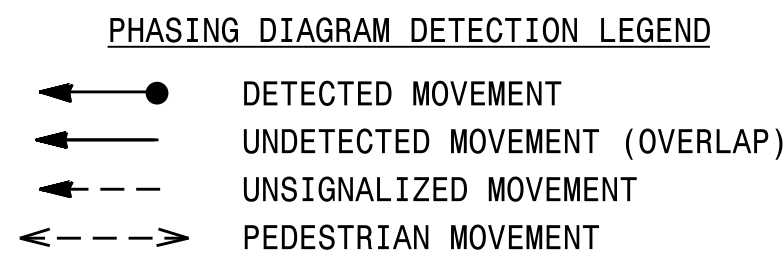 PHASING DIAGRAM DETECTION LEGEND
DETECTED MOVEMENT
UNDETECTED MOVEMENT (OVERLAP)
UNSIGNALIZED MOVEMENT
PEDESTRIAN MOVEMENT